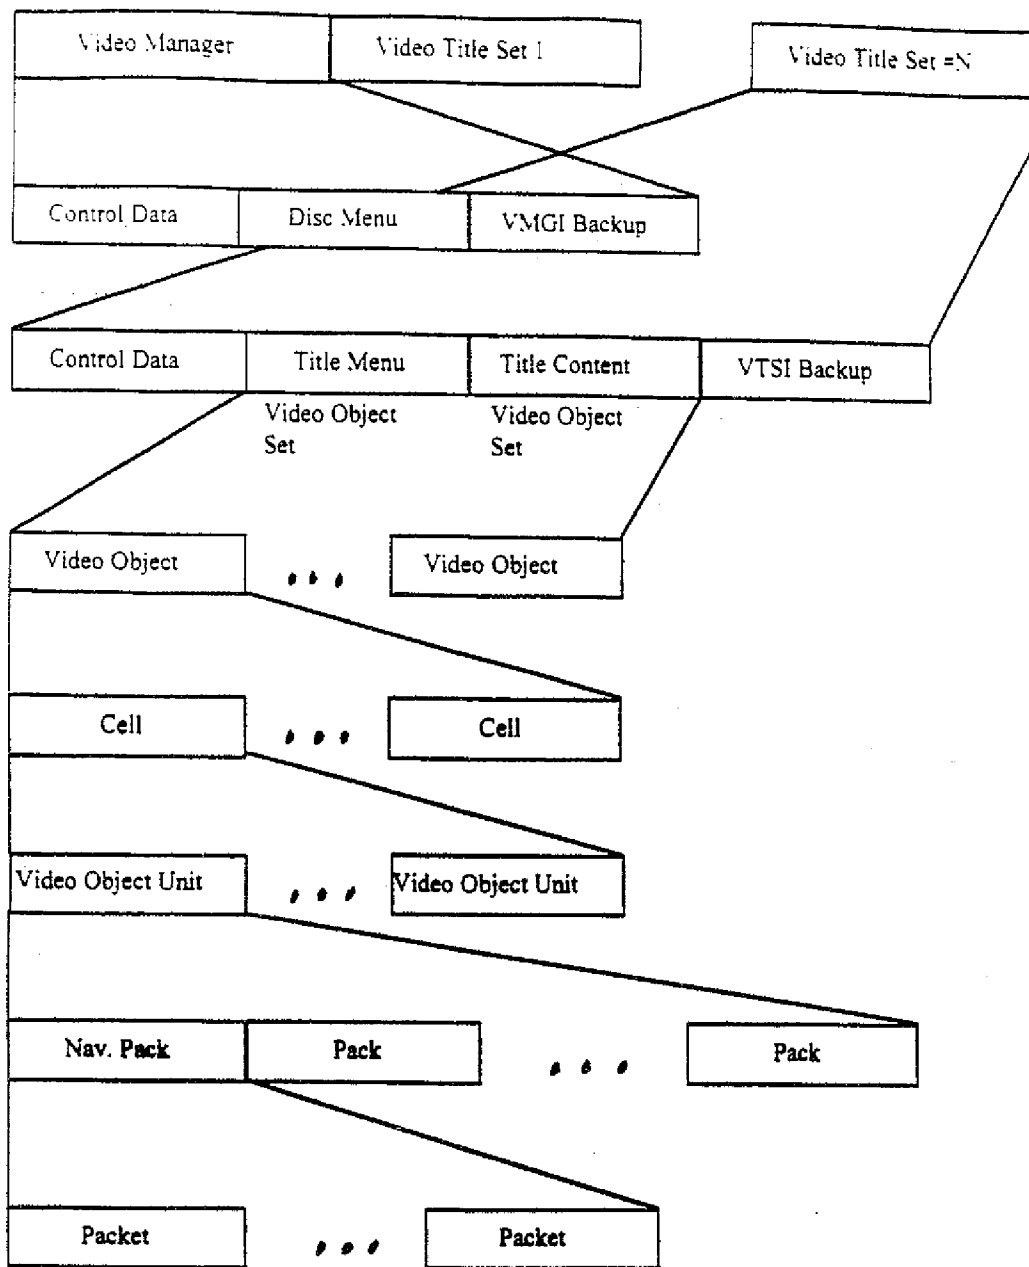 Video Manager
Video Title Set 1
Video Title Set =N
Control Data
Disc Menu
VMGI Backup
Control Data
Title Menu
Title Content
VTSI Backup
Video Object
Set
Video Object
Set
Video Object
Video Object
Cell
Cell
Video Object Unit
Video Object Unit
Nav. Pack
Pack
Pack
Packet
Packet